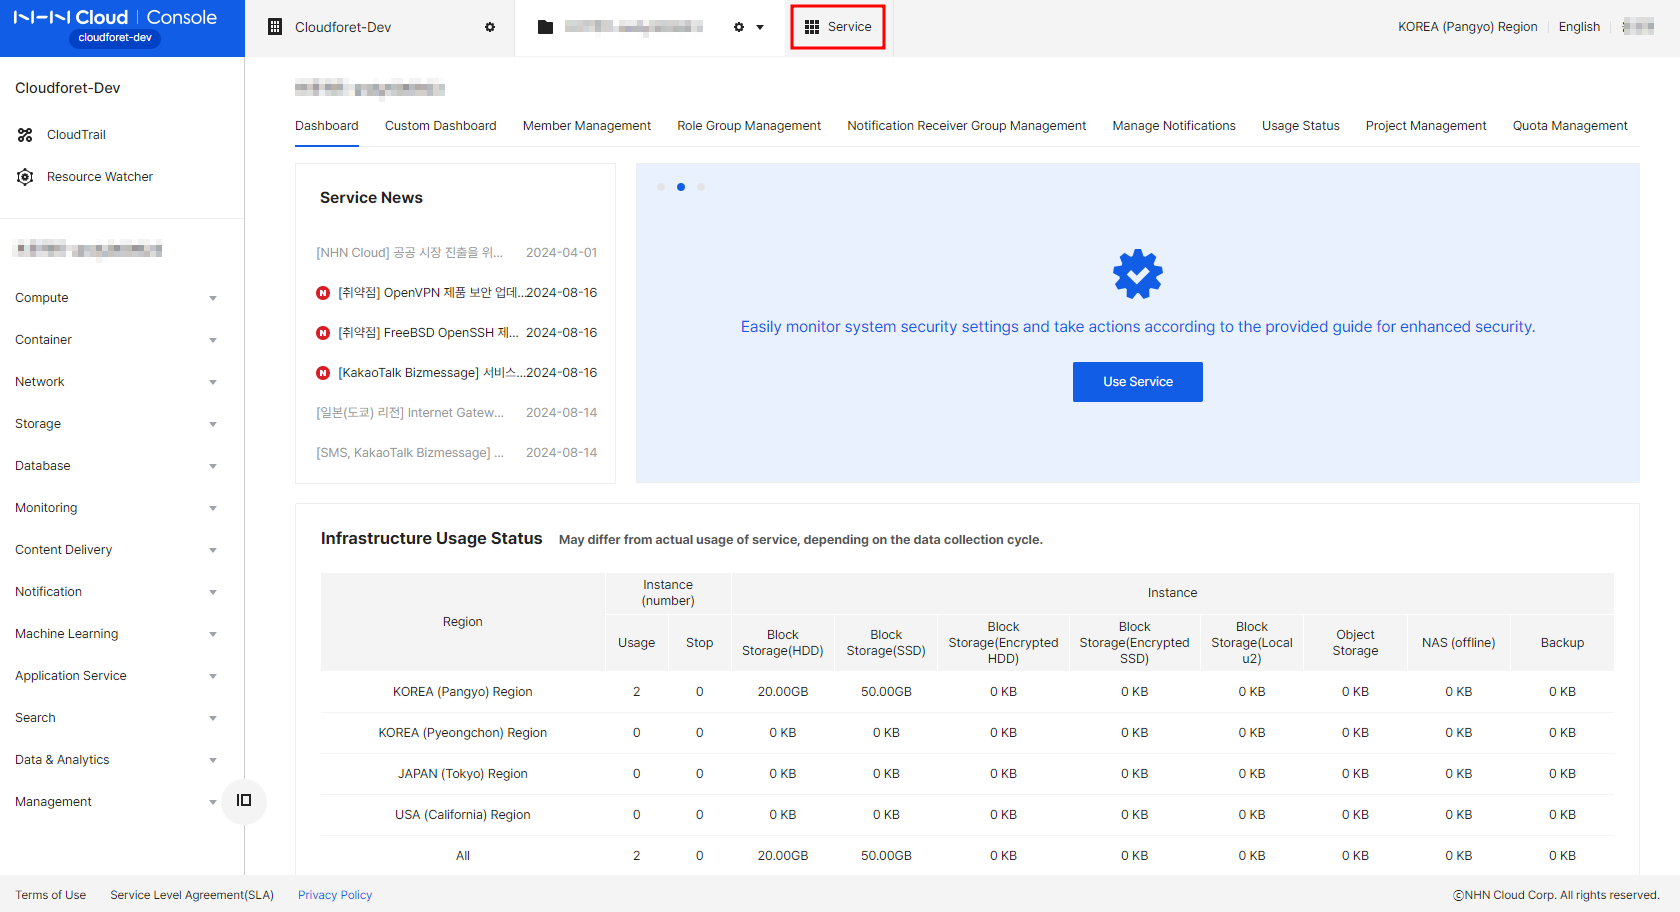 NHN Cloud | Console
cloudforet-dev
Cloudforet-Dev
Service
KOREA (Pangyo) Region
English
Cloudforet-Dev
CloudTrail
Resource Watcher
Compute
Container
Network
Storage
Database
Monitoring
Content Delivery
Notification
Machine Learning
Application Service
Search
Data & Analytics
Management
Dashboard
Custom Dashboard
Member Management
Role Group Management
Notification Receiver Group Management
Manage Notifications
Usage Status
Project Management
Quota Management
Service News
[NHN Cloud] 공공 시장 진출을 위... 2024-04-01
N [취약점] OpenVPN 제품 보안 업데... 2024-08-16
N [취약점] FreeBSD OpenSSH 제... 2024-08-16
N [KakaoTalk Bizmessage] 서비스... 2024-08-16
[일본(도쿄) 리전] Internet Gatew... 2024-08-14
[SMS, KakaoTalk Bizmessage] ... 2024-08-14
Easily monitor system security settings and take actions according to the provided guide for enhanced security.
Use Service
Infrastructure Usage Status May differ from actual usage of service, depending on the data collection cycle.
Region
Instance
(number)
Instance
Usage
Stop
Block
Storage(HDD)
Block
Storage(SSD)
Block
Storage(Encrypted
HDD)
Block
Storage(Encrypted
SSD)
Block
Storage(Local
u2)
Object
Storage
NAS (offline)
Backup
KOREA (Pangyo) Region 2 0 20.00GB 50.00GB 0 KB 0 KB 0 KB 0 KB 0 KB 0 KB
KOREA (Pyeongchon) Region 0 0 0 KB 0 KB 0 KB 0 KB 0 KB 0 KB 0 KB 0 KB
JAPAN (Tokyo) Region 0 0 0 KB 0 KB 0 KB 0 KB 0 KB 0 KB 0 KB 0 KB
USA (California) Region 0 0 0 KB 0 KB 0 KB 0 KB 0 KB 0 KB 0 KB 0 KB
All 2 0 20.00GB 50.00GB 0 KB 0 KB 0 KB 0 KB 0 KB 0 KB
Terms of Use
Service Level Agreement(SLA)
Privacy Policy
ⓒNHN Cloud Corp. All rights reserved.